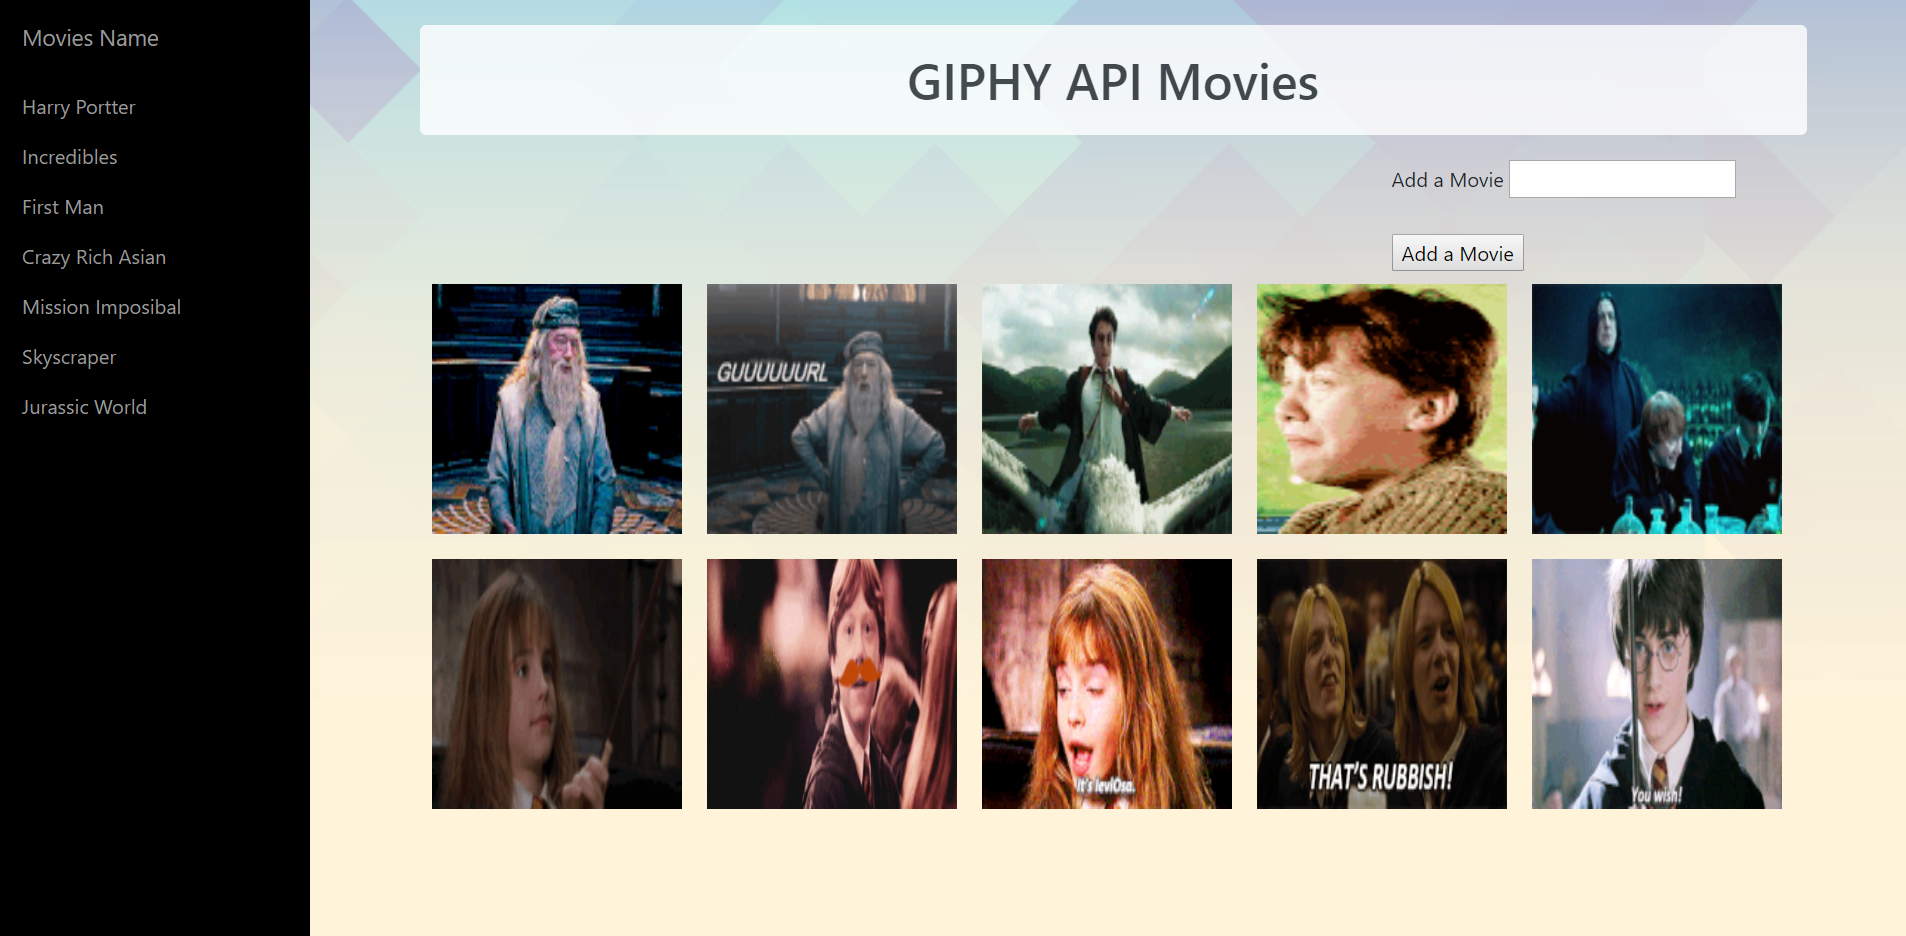 Movies Name
Harry Portter
Incredibles
First Man
Crazy Rich Asian
Mission Imposibal
Skyscraper
Jurassic World
GIPHY API Movies
Add a Movie
Add a Movie
GUUUUUURL
It's leviOsa.
THAT'S RUBBISH!
You wish!